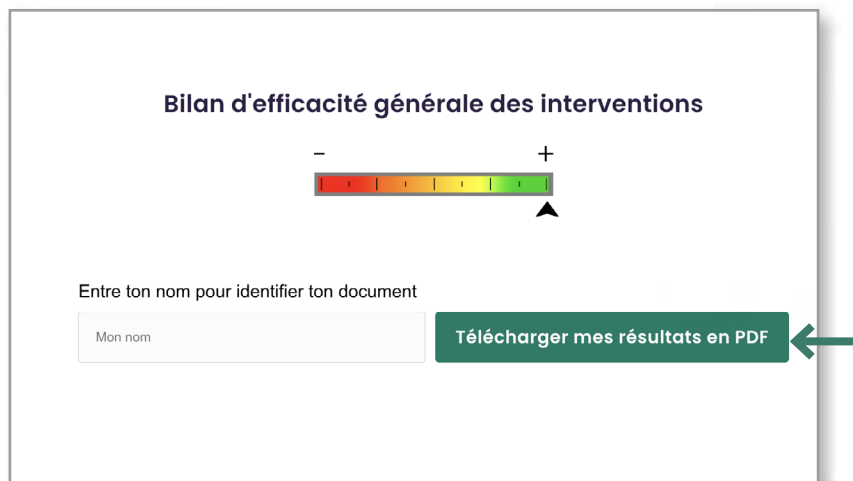 Bilan d'efficacité générale des interventions
- +
Entre ton nom pour identifier ton document
Mon nom
Télécharger mes résultats en PDF